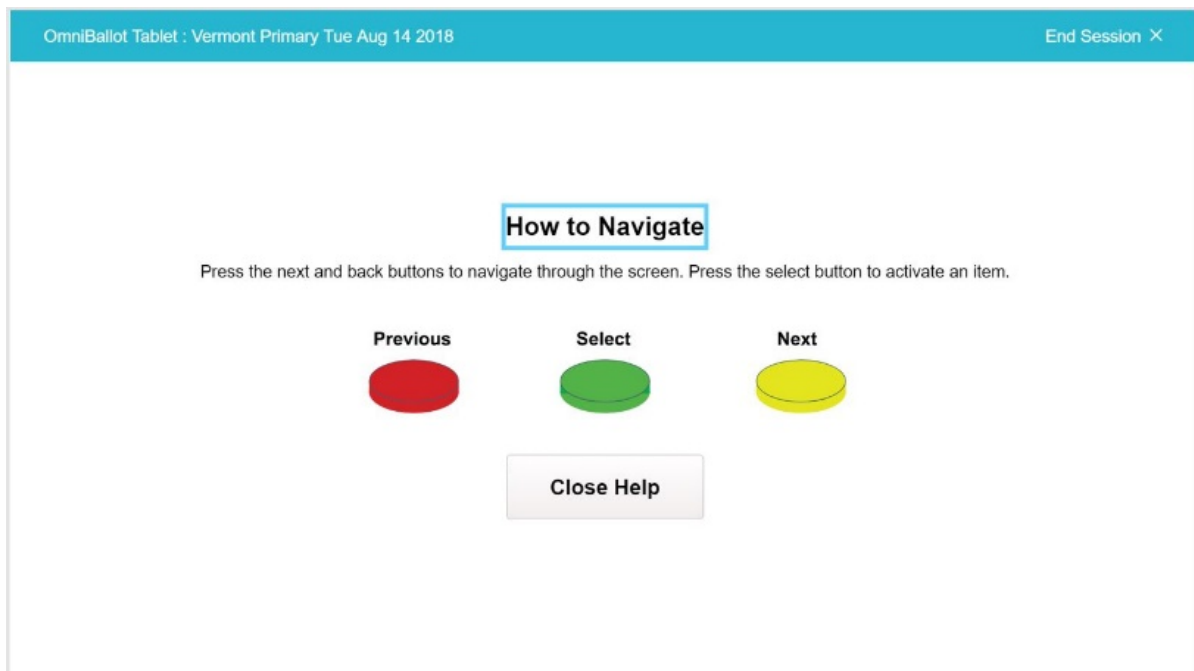 OmniBallot Tablet : Vermont Primary Tue Aug 14 2018
End Session ×
How to Navigate
Press the next and back buttons to navigate through the screen. Press the select button to activate an item.
Previous Select Next
Close Help